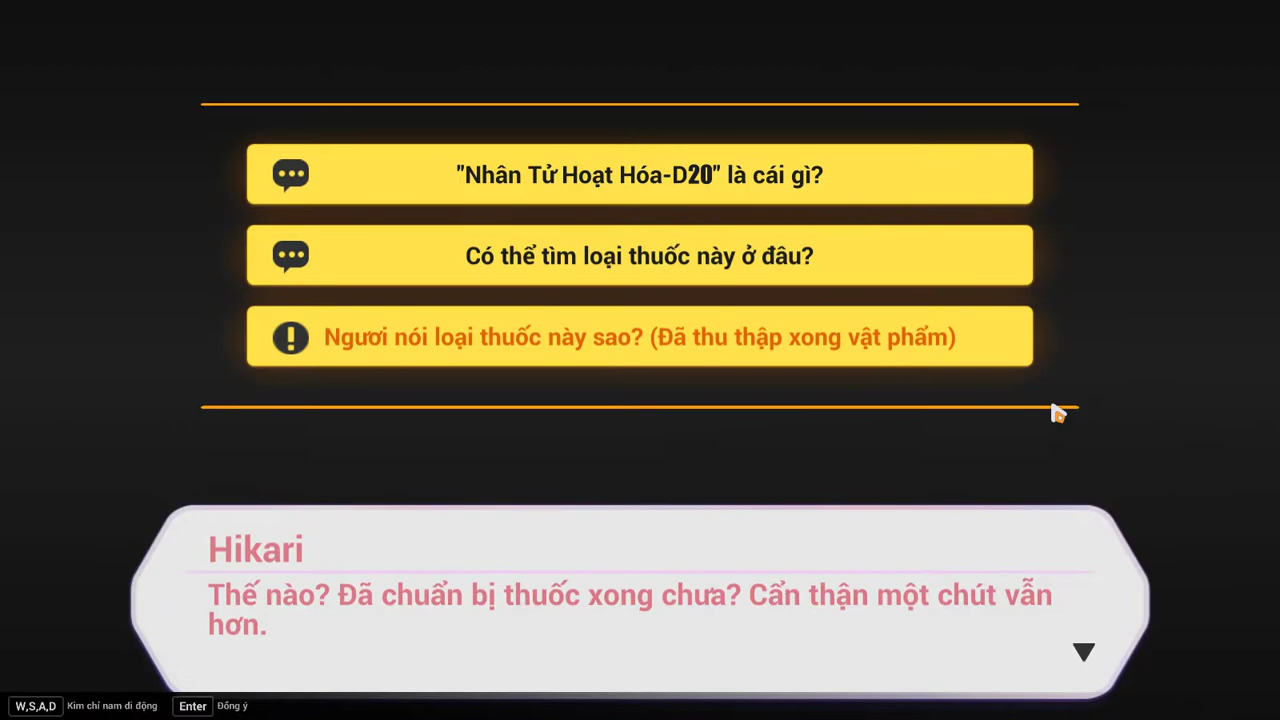 "Nhân Tử Hoạt Hóa-D20" là cái gì?
Có thể tìm loại thuốc này ở đâu?
Ngươi nói loại thuốc này sao? (Đã thu thập xong vật phẩm)
Hikari
Thế nào? Đã chuẩn bị thuốc xong chưa? Cẩn thận một chút vẫn
hơn.
W,S,A,D Kim chỉ nam di động Enter Đồng ý